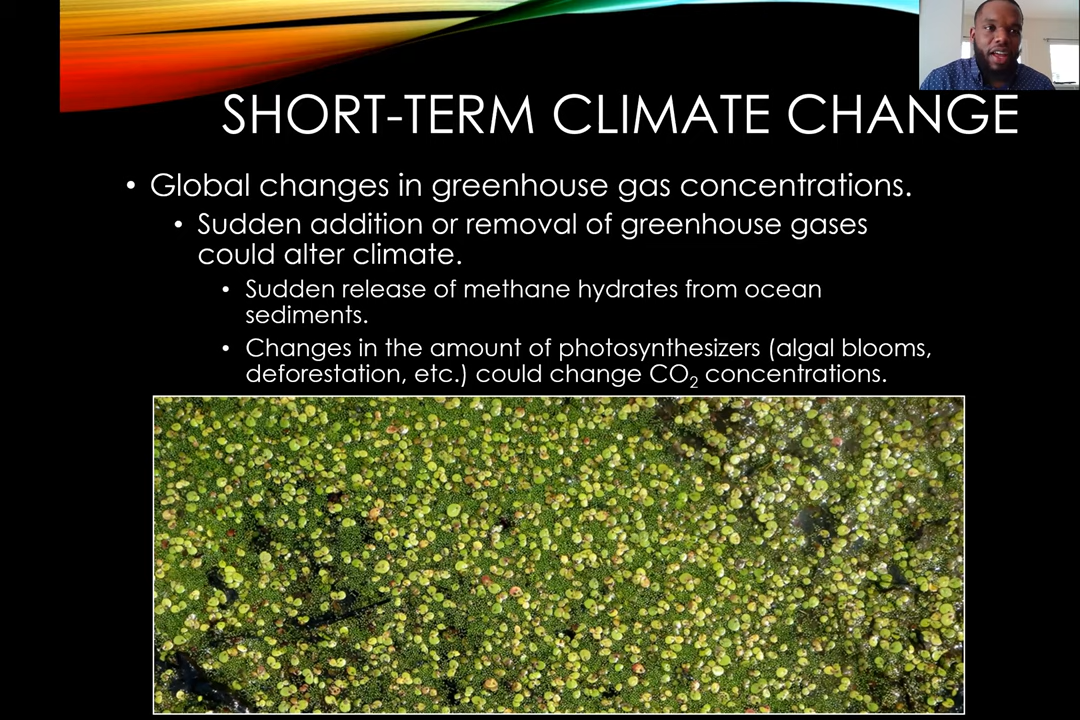 SHORT-TERM CLIMATE CHANGE
• Global changes in greenhouse gas concentrations.
• Sudden addition or removal of greenhouse gases
could alter climate.
• Sudden release of methane hydrates from ocean
sediments.
• Changes in the amount of photosynthesizers (algal blooms,
deforestation, etc.) could change CO₂ concentrations.